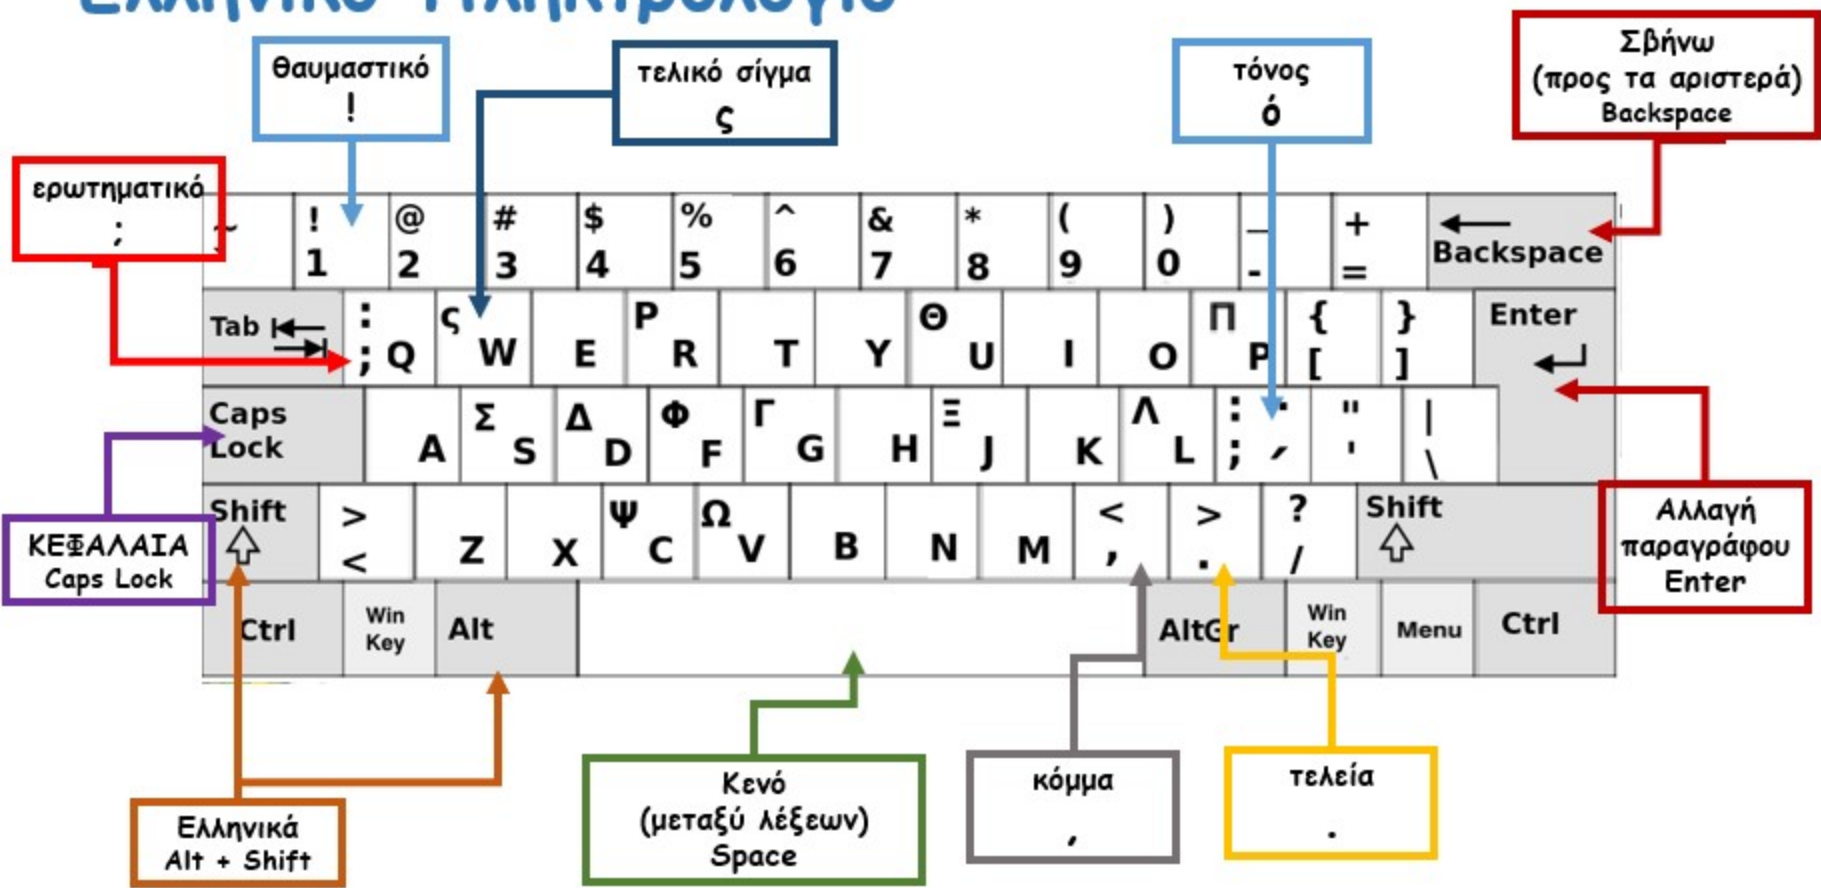 Ελληνικό Πληκτρολόγιο
θαυμαστικό
!
τελικό σίγμα
ς
τόνος
ό
Σβήνω
(προς τα αριστερά)
Backspace
ερωτηματικό
;
~ ! @ # $ % ^ & * ( ) _ +
1 2 3 4 5 6 7 8 9 0 - = Backspace
Tab : ς Ρ Θ Π { } Enter
; Q W E R T Y U I O P [ ]
Caps Lock Σ Δ Φ Γ Ξ Λ : " |
A S D F G H J K L ; ΄ ' \
Shift > Ψ Ω < > ? Shift
< Z X C V B N M , . /
Ctrl Win Key Alt AltGr Win Key Menu Ctrl
ΚΕΦΑΛΑΙΑ
Caps Lock
Αλλαγή
παραγράφου
Enter
Ελληνικά
Alt + Shift
Κενό
(μεταξύ λέξεων)
Space
κόμμα
,
τελεία
.